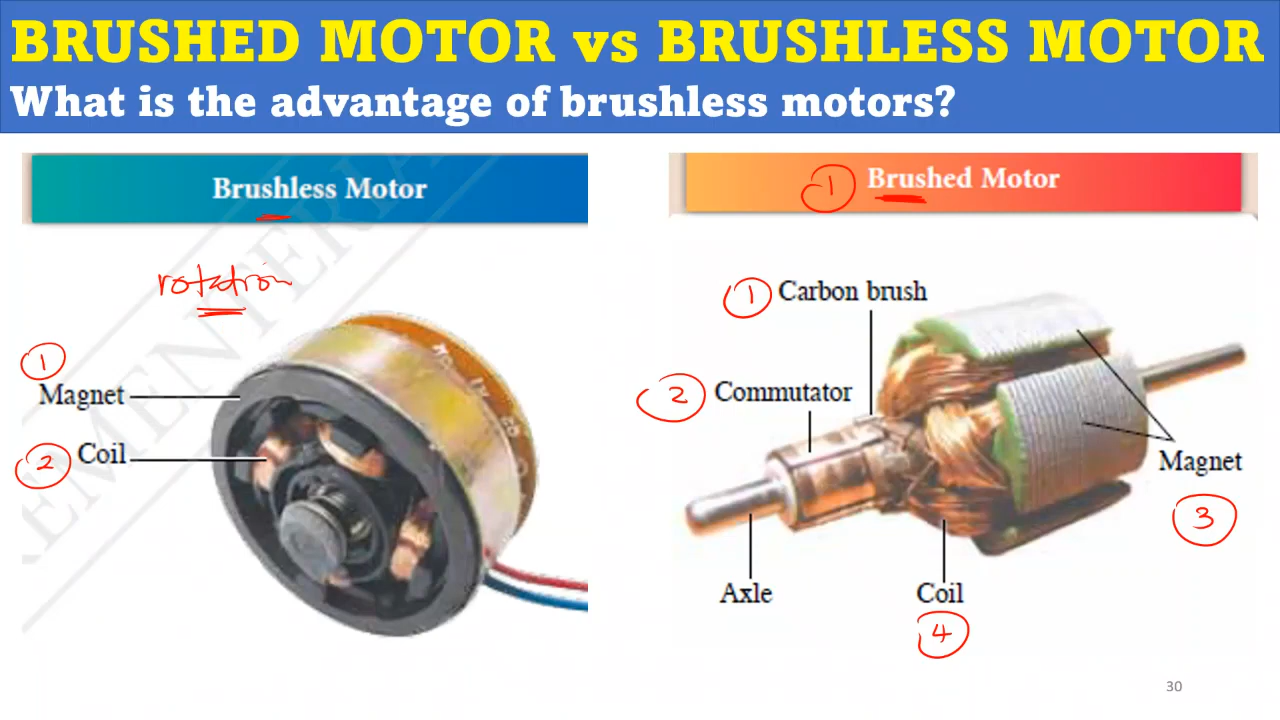 BRUSHED MOTOR vs BRUSHLESS MOTOR
What is the advantage of brushless motors?
Brushless Motor
rotation
1
Magnet
2 Coil
1 Brushed Motor
1 Carbon brush
2 Commutator
Magnet
3
Axle
Coil
4
KEMENTERIA
30